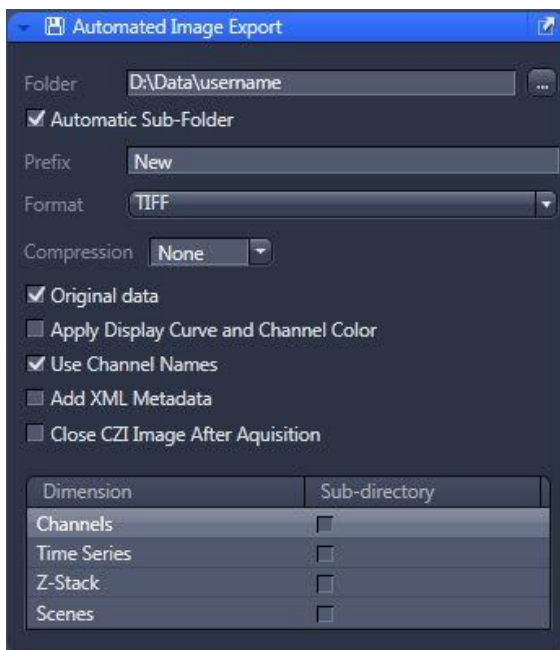 Automated Image Export
Folder D:\Data\username ...
Automatic Sub-Folder
Prefix New
Format TIFF
Compression None
Original data
Apply Display Curve and Channel Color
Use Channel Names
Add XML Metadata
Close CZI Image After Aquisition
Dimension Sub-directory
Channels
Time Series
Z-Stack
Scenes